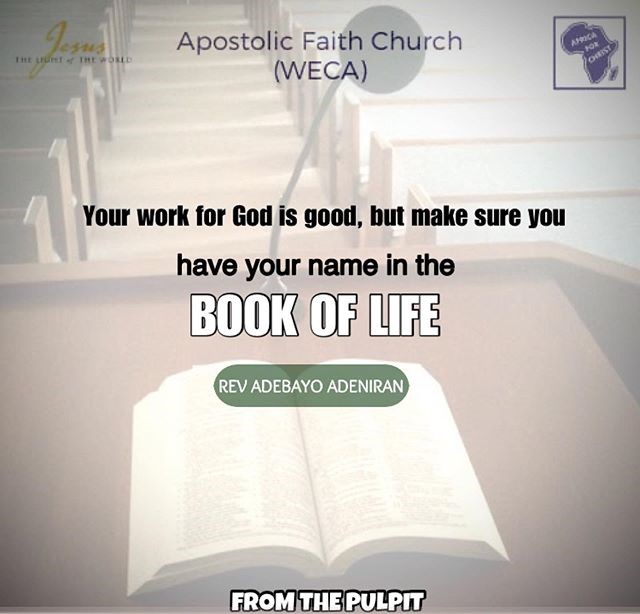 Jesus
THE LIGHT of THE WORLD
Apostolic Faith Church
(WECA)
AFRICA
FOR
CHRIST
Your work for God is good, but make sure you
have your name in the
BOOK OF LIFE
REV ADEBAYO ADENIRAN
FROM THE PULPIT